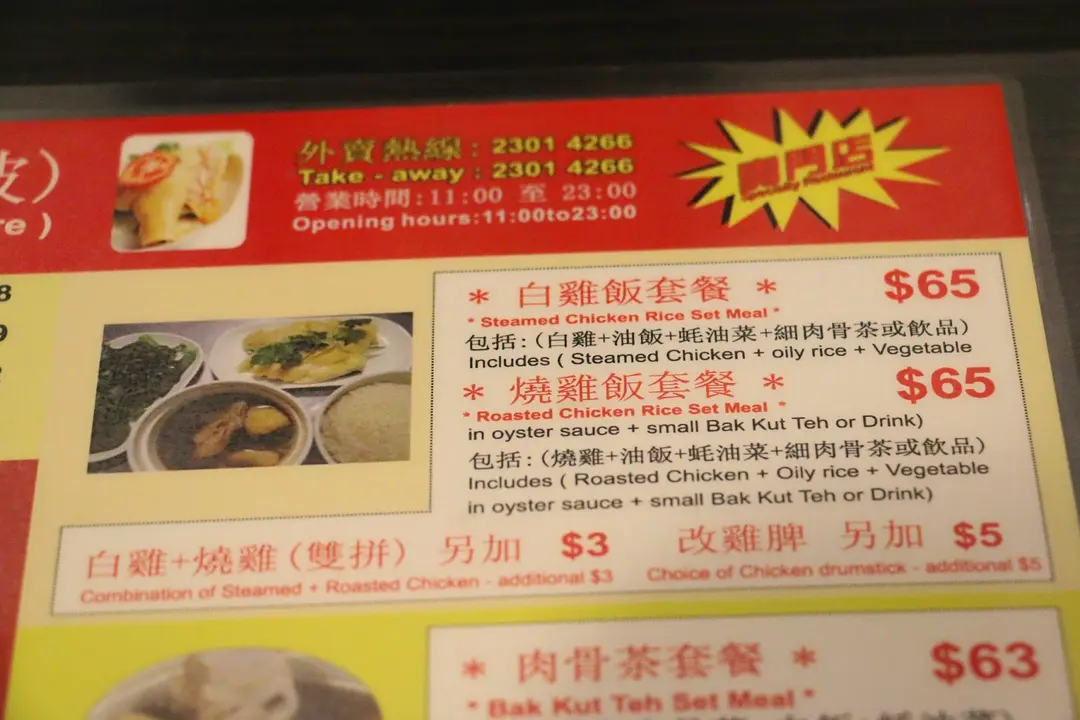 皮）
re )
外賣熱線：2301 4266
Take - away : 2301 4266
營業時間:11:00 至 23:00
Opening hours:11:00to23:00
專門店
8
9
* 白雞飯套餐 * $65
* Steamed Chicken Rice Set Meal *
包括:（白雞+油飯+蚝油菜+細肉骨茶或飲品）
Includes ( Steamed Chicken + oily rice + Vegetable
* 燒雞飯套餐 * $65
* Roasted Chicken Rice Set Meal *
in oyster sauce + small Bak Kut Teh or Drink)
包括:（燒雞+油飯+蚝油菜+細肉骨茶或飲品）
Includes ( Roasted Chicken + Oily rice + Vegetable
in oyster sauce + small Bak Kut Teh or Drink)
白雞+燒雞（雙拼） 另加 $3 改雞脾 另加 $5
Combination of Steamed + Roasted Chicken - additional $3 Choice of Chicken drumstick - additional $5
* 肉骨茶套餐 * $63
* Bak Kut Teh Set Meal *